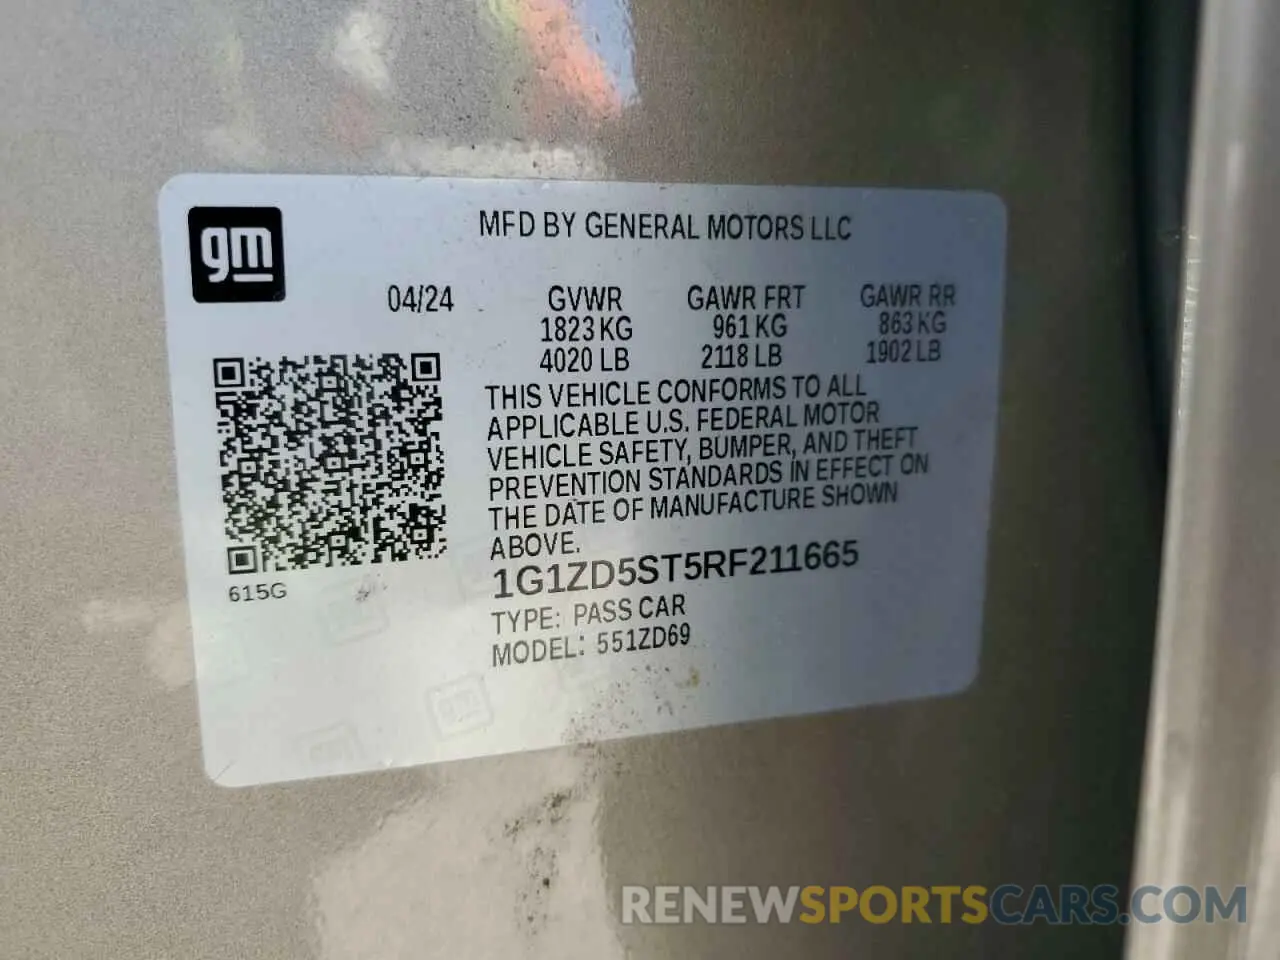 gm
MFD BY GENERAL MOTORS LLC
04/24 GVWR GAWR FRT GAWR RR
1823 KG 961 KG 863 KG
4020 LB 2118 LB 1902 LB
THIS VEHICLE CONFORMS TO ALL
APPLICABLE U.S. FEDERAL MOTOR
VEHICLE SAFETY, BUMPER, AND THEFT
PREVENTION STANDARDS IN EFFECT ON
THE DATE OF MANUFACTURE SHOWN
ABOVE.
1G1ZD5ST5RF211665
TYPE: PASS CAR
MODEL: 551ZD69
615G
gm
RENEWSPORTSCARS.COM